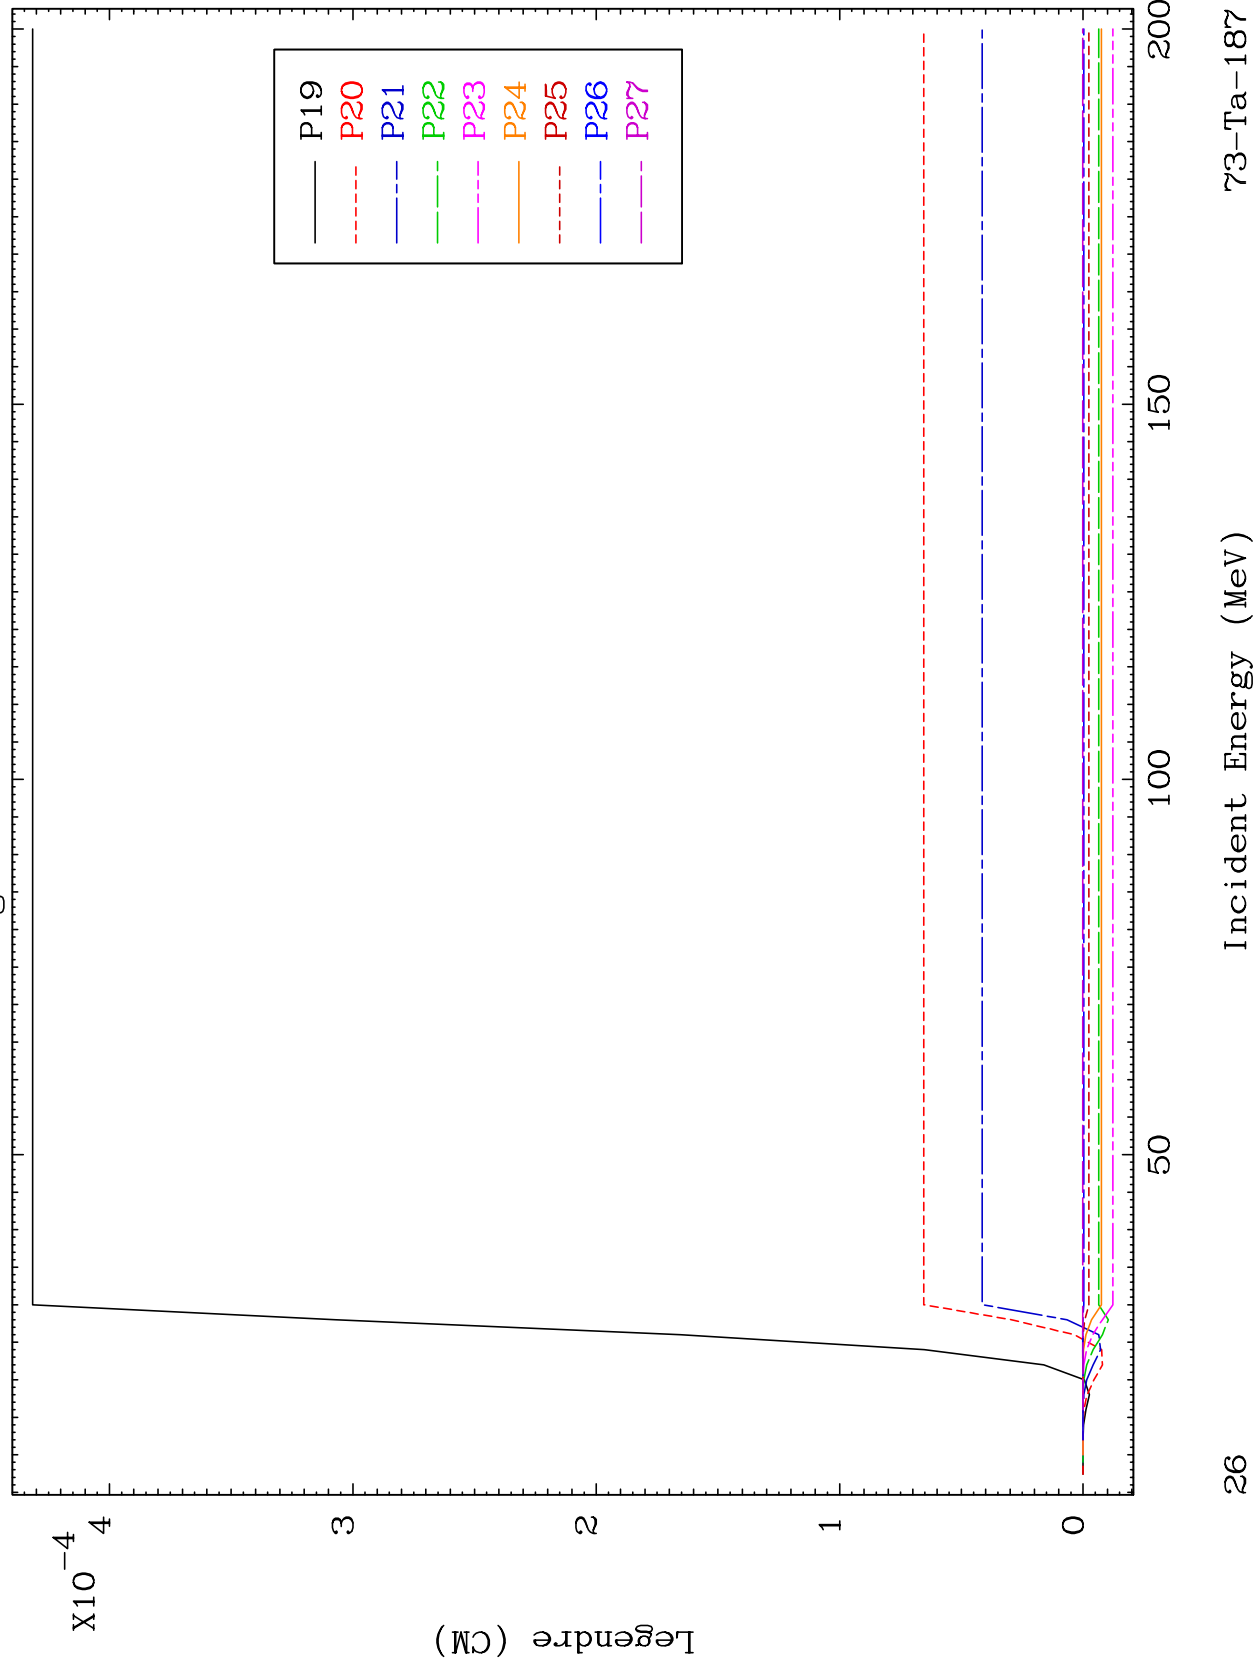 X10-4
4
3
2
1
0
Legendre (CM)
P19
P20
P21
P22
P23
P24
P25
P26
P27
50
100
150
200
Incident Energy (MeV)
26
73-Ta-187